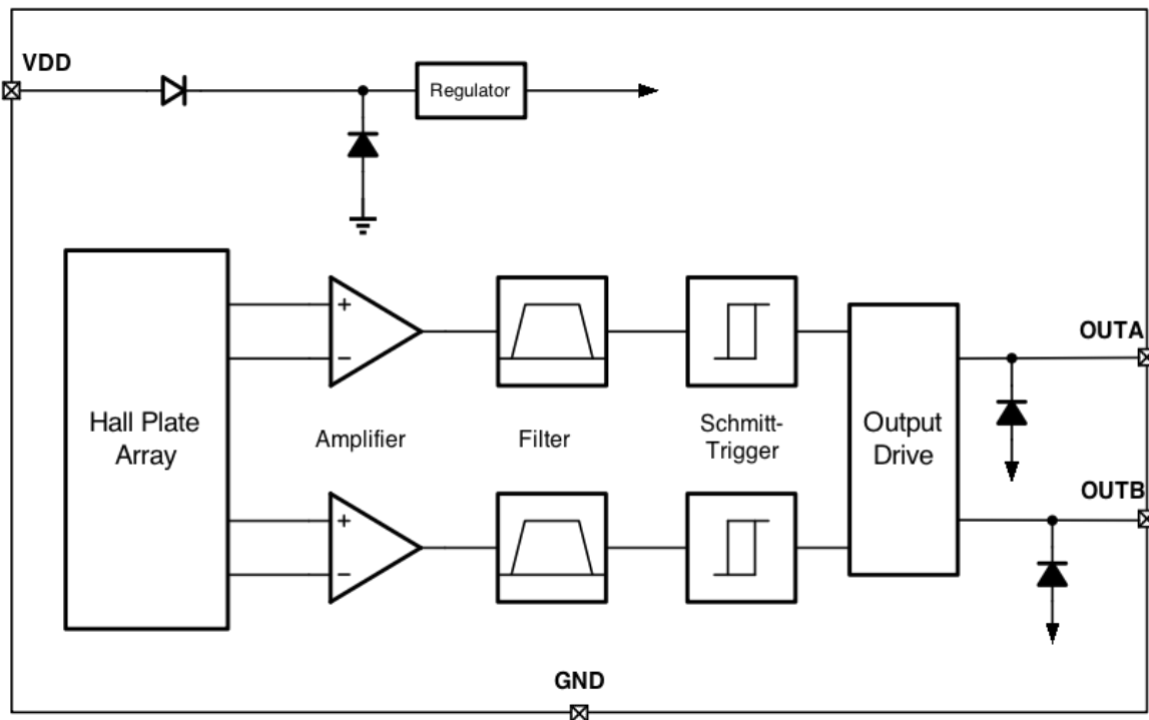 VDD
Regulator
Hall Plate
Array
+
−
Amplifier
+
−
Filter
Schmitt-
Trigger
Output
Drive
OUTA
OUTB
GND